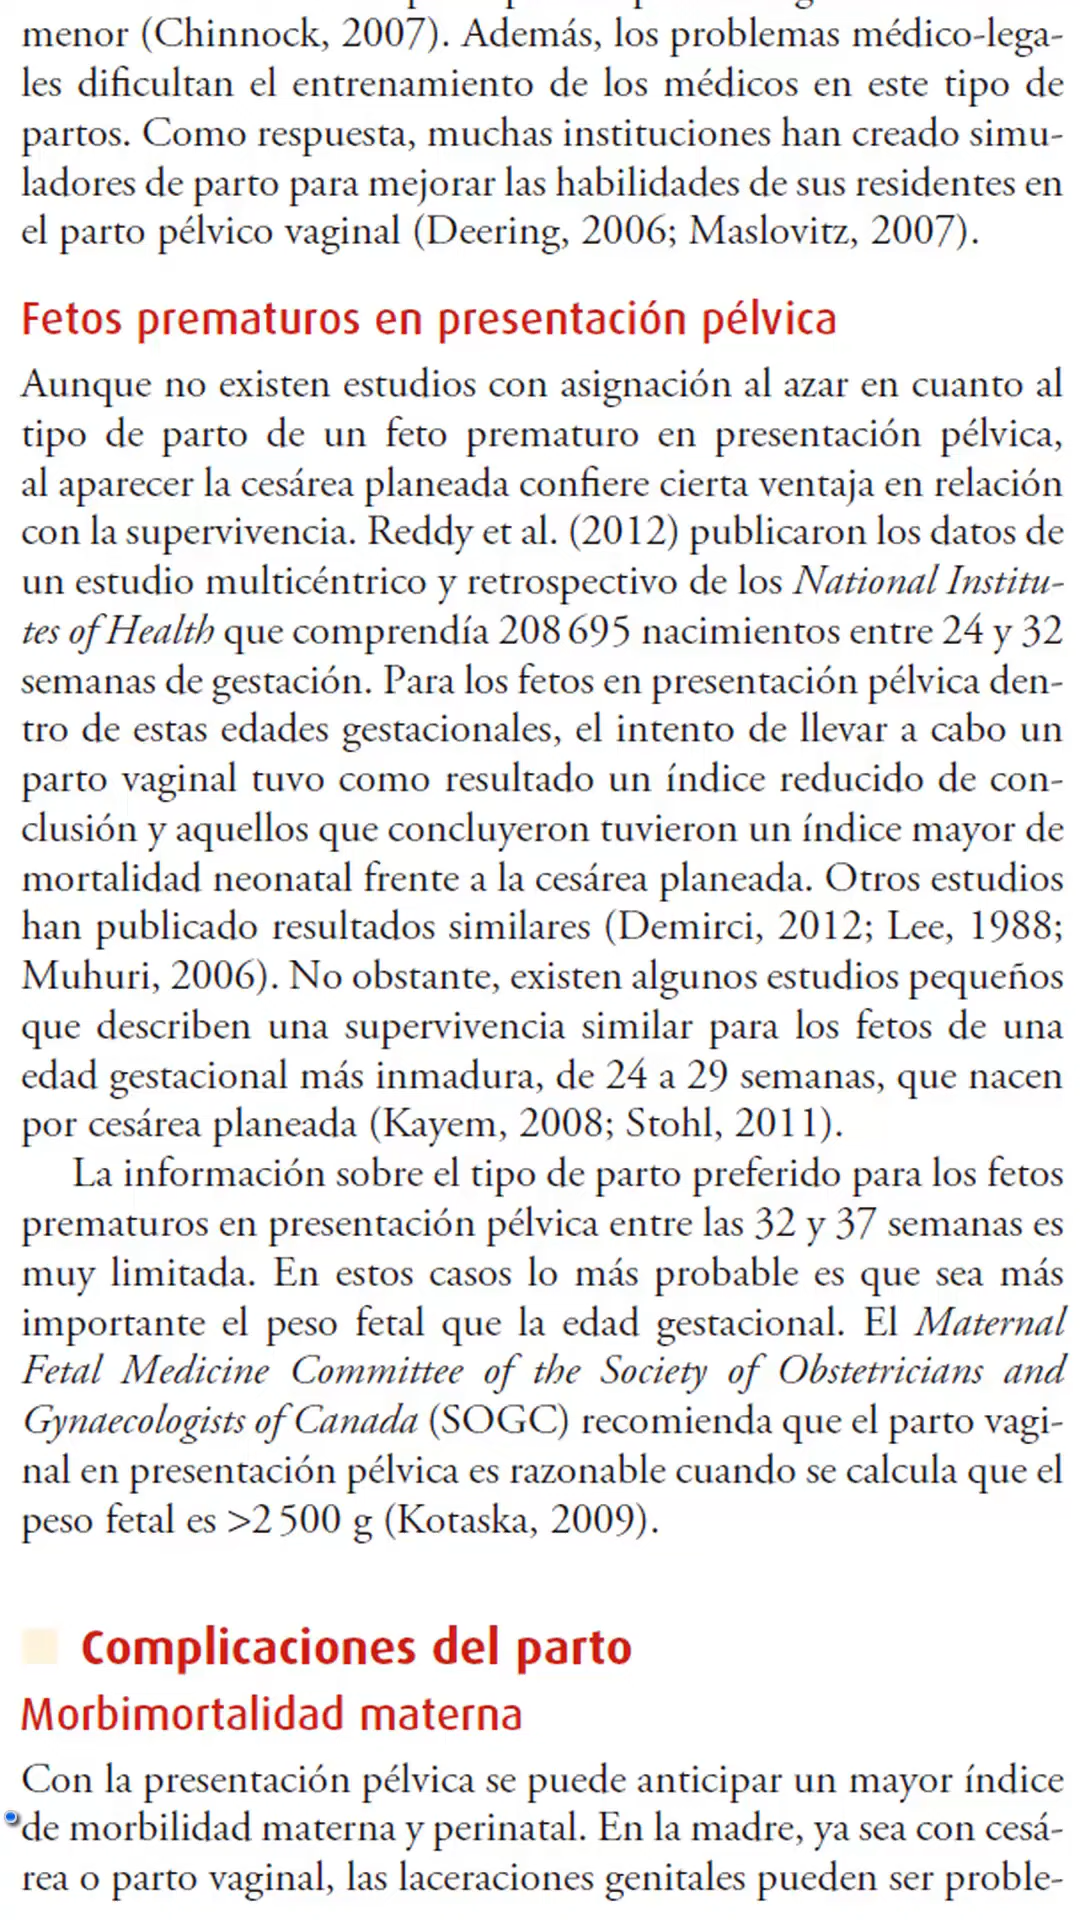 menor (Chinnock, 2007). Además, los problemas médico-lega-
les dificultan el entrenamiento de los médicos en este tipo de
partos. Como respuesta, muchas instituciones han creado simu-
ladores de parto para mejorar las habilidades de sus residentes en
el parto pélvico vaginal (Deering, 2006; Maslovitz, 2007).
Fetos prematuros en presentación pélvica
Aunque no existen estudios con asignación al azar en cuanto al
tipo de parto de un feto prematuro en presentación pélvica,
al aparecer la cesárea planeada confiere cierta ventaja en relación
con la supervivencia. Reddy et al. (2012) publicaron los datos de
un estudio multicéntrico y retrospectivo de los National Institu-
tes of Health que comprendía 208 695 nacimientos entre 24 y 32
semanas de gestación. Para los fetos en presentación pélvica den-
tro de estas edades gestacionales, el intento de llevar a cabo un
parto vaginal tuvo como resultado un índice reducido de con-
clusión y aquellos que concluyeron tuvieron un índice mayor de
mortalidad neonatal frente a la cesárea planeada. Otros estudios
han publicado resultados similares (Demirci, 2012; Lee, 1988;
Muhuri, 2006). No obstante, existen algunos estudios pequeños
que describen una supervivencia similar para los fetos de una
edad gestacional más inmadura, de 24 a 29 semanas, que nacen
por cesárea planeada (Kayem, 2008; Stohl, 2011).
La información sobre el tipo de parto preferido para los fetos
prematuros en presentación pélvica entre las 32 y 37 semanas es
muy limitada. En estos casos lo más probable es que sea más
importante el peso fetal que la edad gestacional. El Maternal
Fetal Medicine Committee of the Society of Obstetricians and
Gynaecologists of Canada (SOGC) recomienda que el parto vagi-
nal en presentación pélvica es razonable cuando se calcula que el
peso fetal es >2 500 g (Kotaska, 2009).
Complicaciones del parto
Morbimortalidad materna
Con la presentación pélvica se puede anticipar un mayor índice
de morbilidad materna y perinatal. En la madre, ya sea con cesá-
rea o parto vaginal, las laceraciones genitales pueden ser proble-